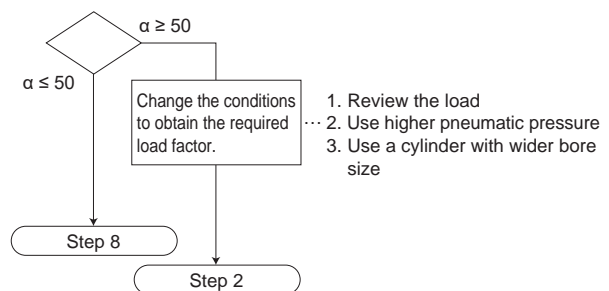 α ≥ 50
α ≤ 50
Change the conditions
to obtain the required
load factor.
1. Review the load
··· 2. Use higher pneumatic pressure
3. Use a cylinder with wider bore
size
Step 8
Step 2